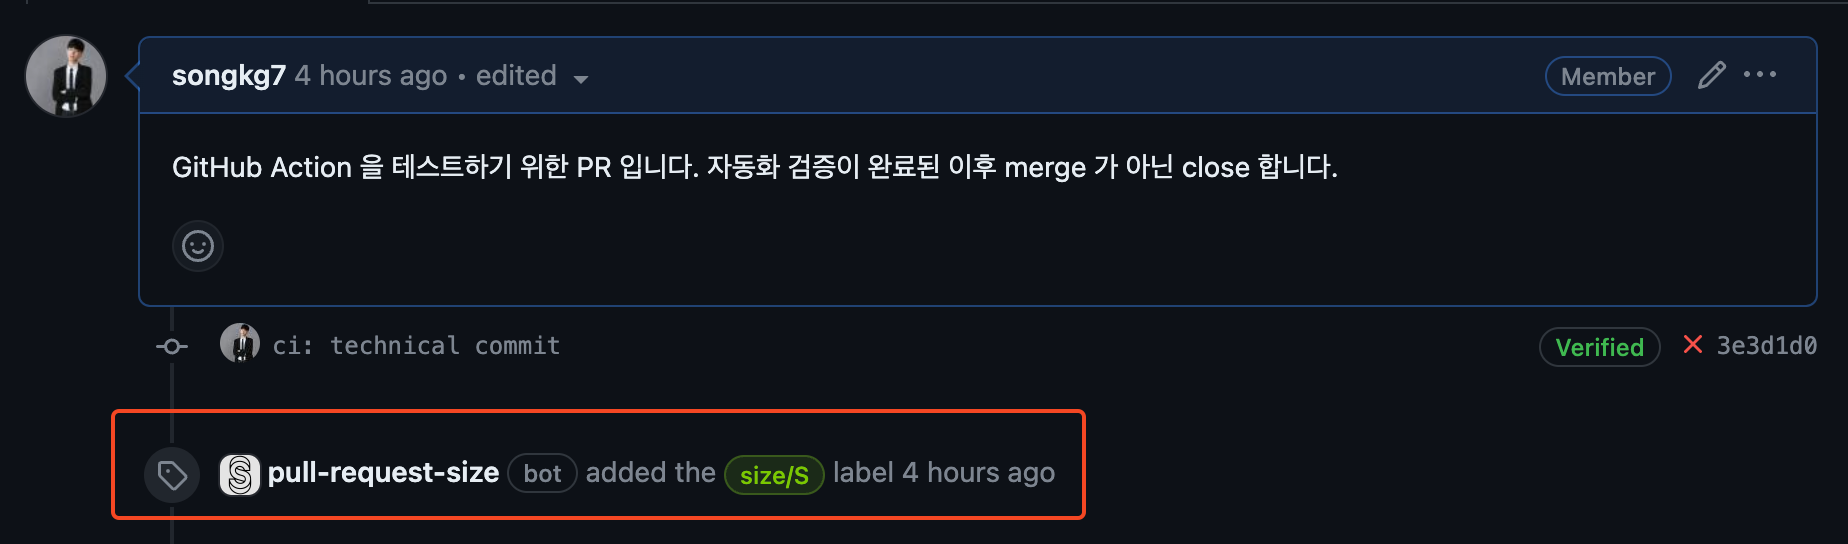 songkg7 4 hours ago • edited
Member
GitHub Action 을 테스트하기 위한 PR 입니다. 자동화 검증이 완료된 이후 merge 가 아닌 close 합니다.
ci: technical commit
Verified
3e3d1d0
S pull-request-size bot added the size/S label 4 hours ago